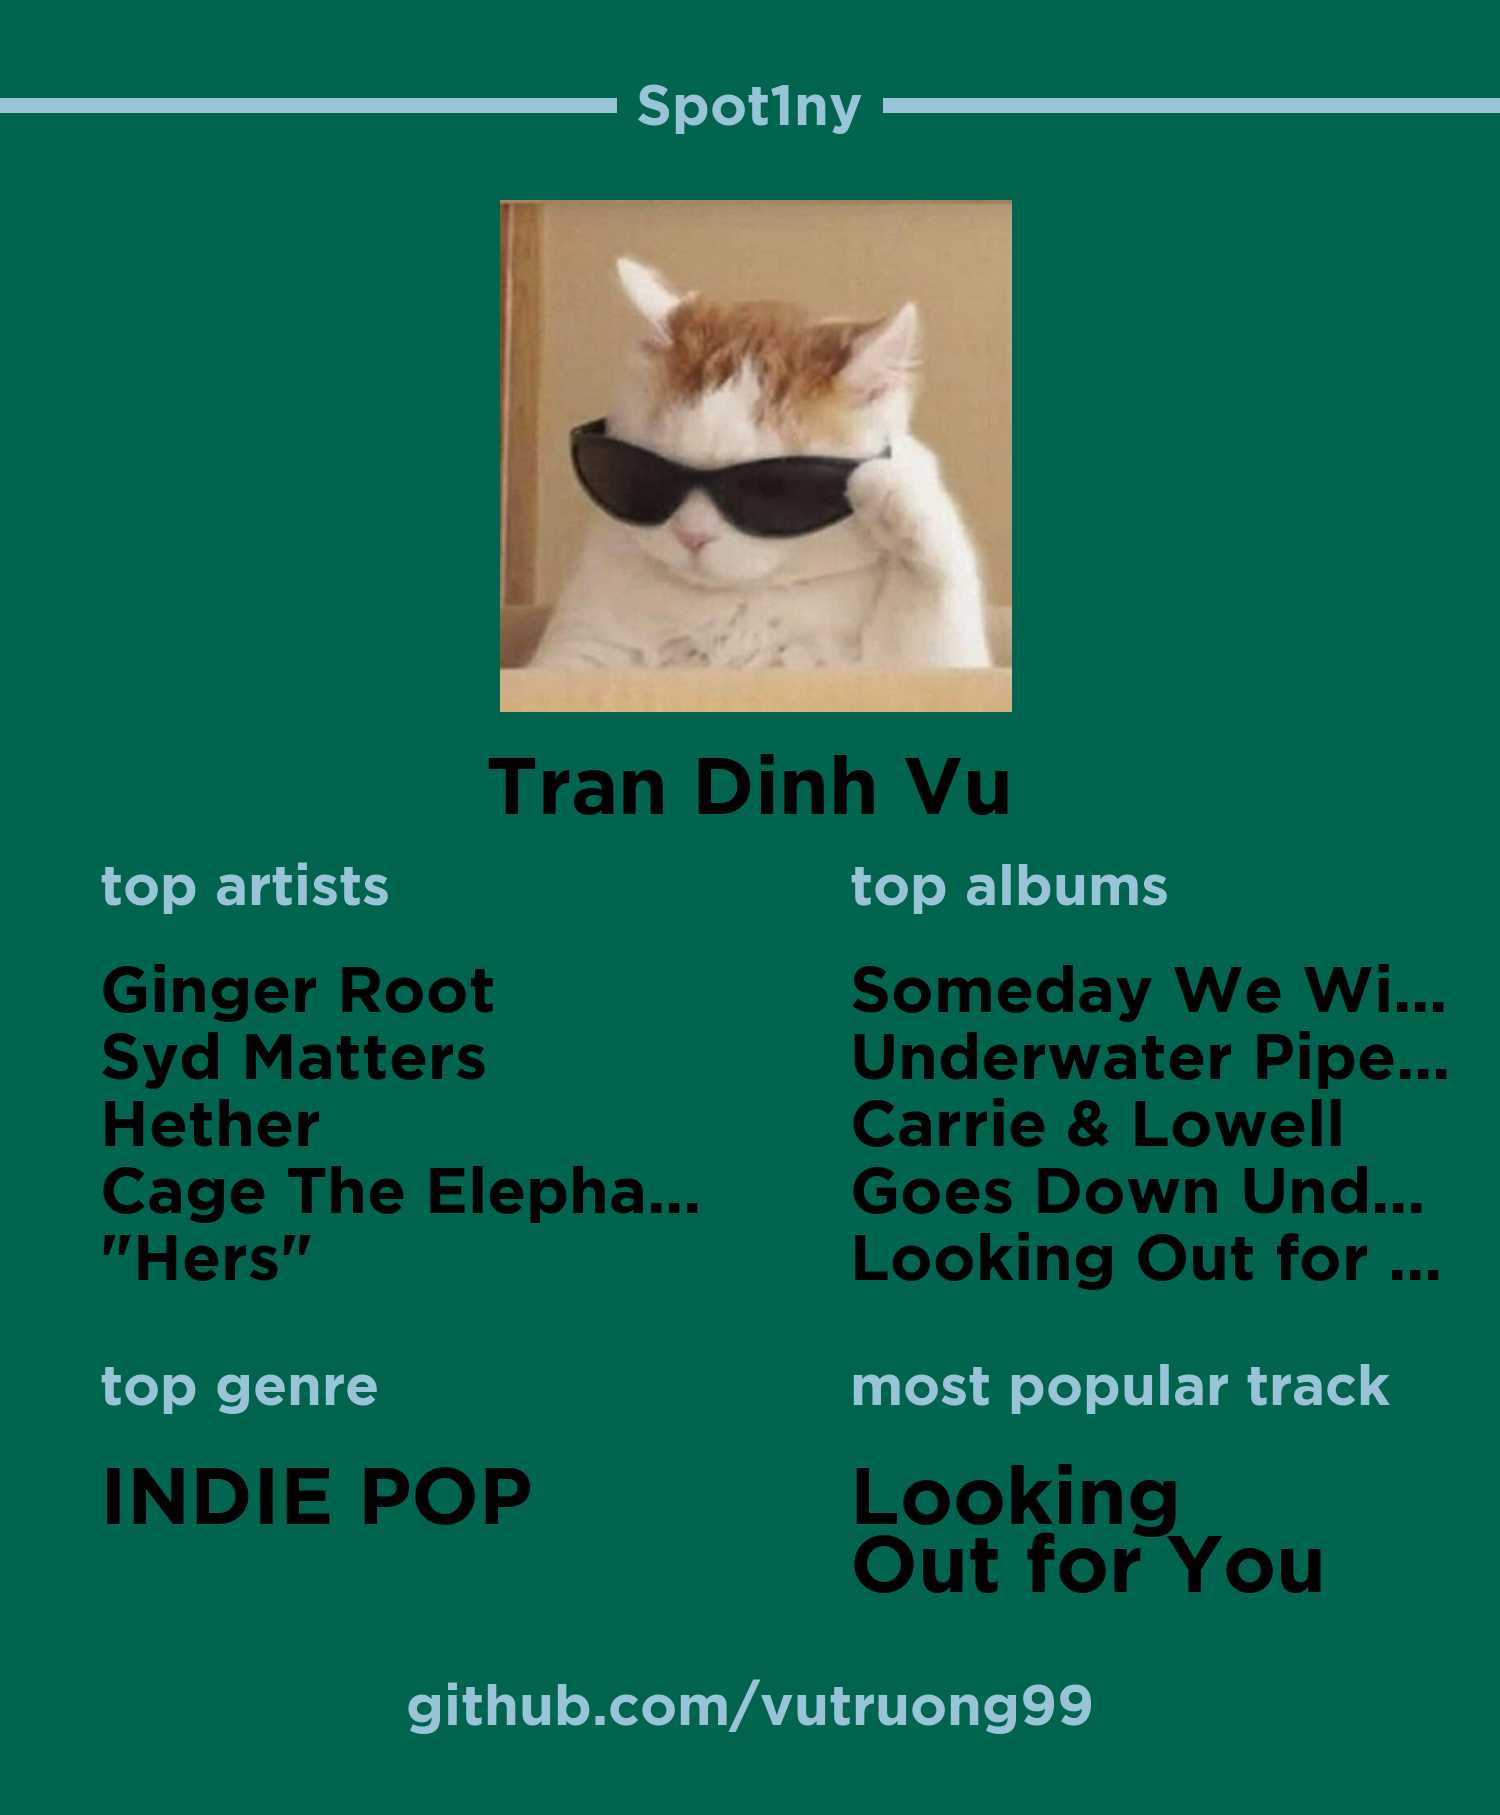 Spot1ny
Tran Dinh Vu
top artists
Ginger Root
Syd Matters
Hether
Cage The Elepha...
"Hers"
top albums
Someday We Wi...
Underwater Pipe...
Carrie & Lowell
Goes Down Und...
Looking Out for ...
top genre
INDIE POP
most popular track
Looking
Out for You
github.com/vutruong99